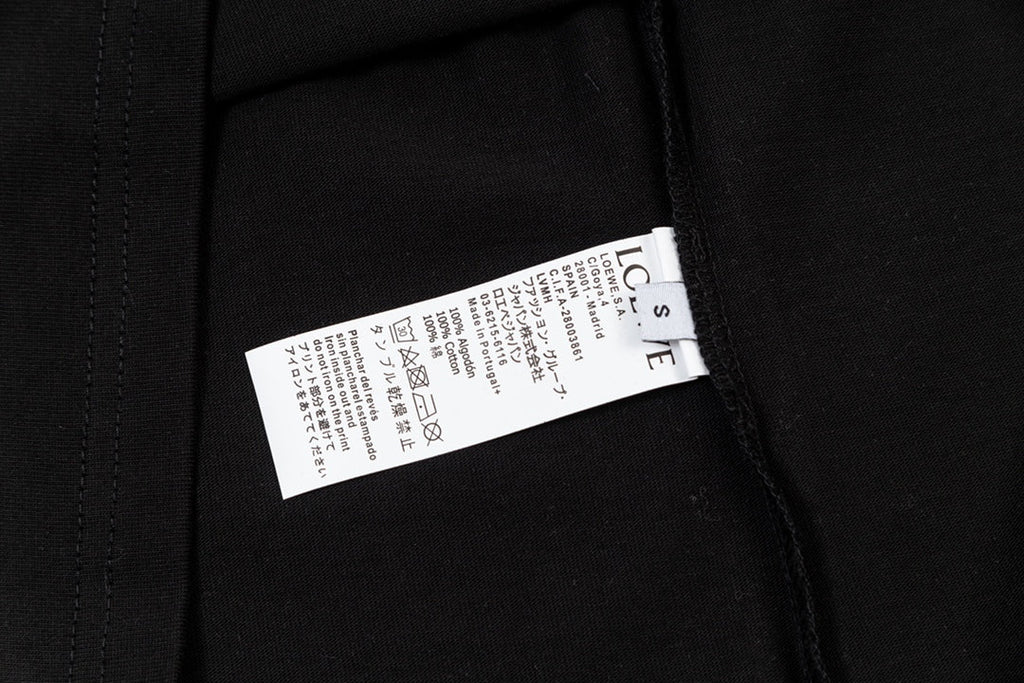 LOEWE
S
LOEWE,S.A.
C/Goya,4
28001 - Madrid
SPAIN
C.I.F.A-28003861
LVMH
ファッション・グループ・
ジャパン株式会社
ロエベジャパン
03-6215-6116
Made in Portugal+
100% Algodón
100% Cotton
100% 綿
30
タンブル乾燥禁止
Planchar del revés
sin plancharel estampado
Iron inside out and
do not iron on the print
プリント部分を避けて
アイロンをあててください